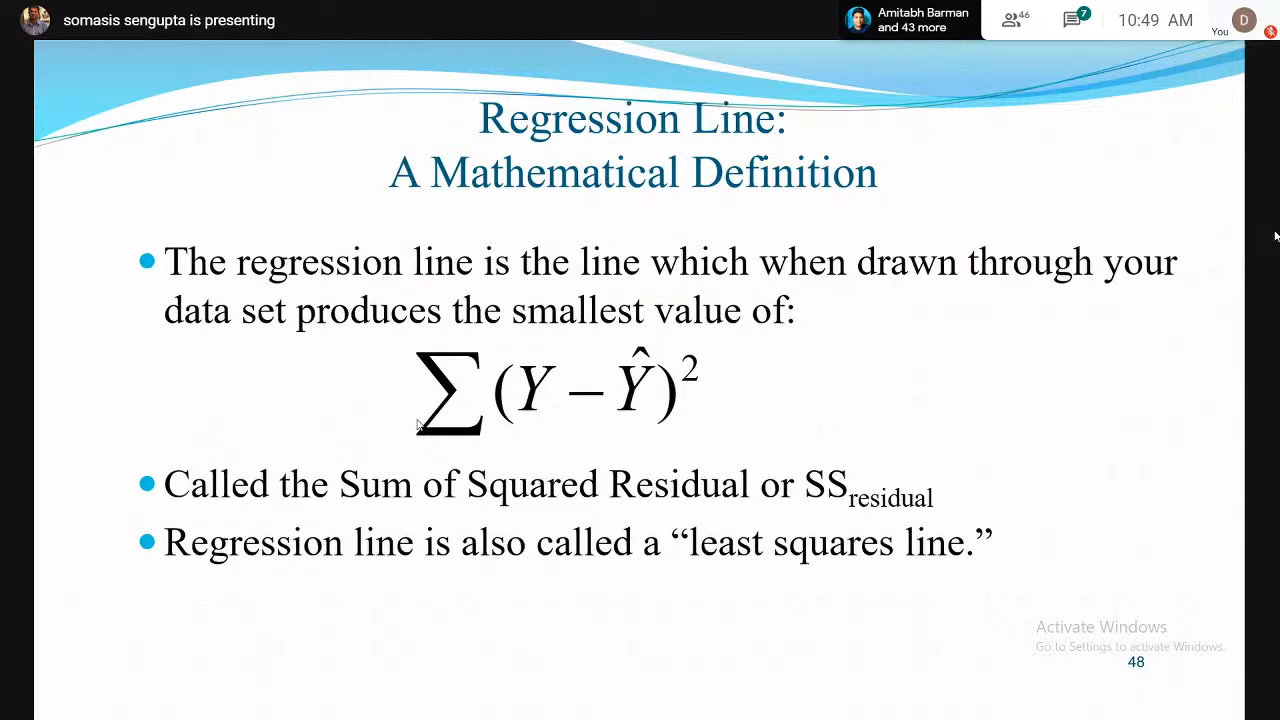 somasis sengupta is presenting
Amitabh Barman
and 43 more
46
7
10:49 AM
You
D
Regression Line:
A Mathematical Definition
• The regression line is the line which when drawn through your
data set produces the smallest value of:
∑(Y – Ŷ)²
• Called the Sum of Squared Residual or SSresidual
• Regression line is also called a “least squares line.”
Activate Windows
Go to Settings to activate Windows.
48